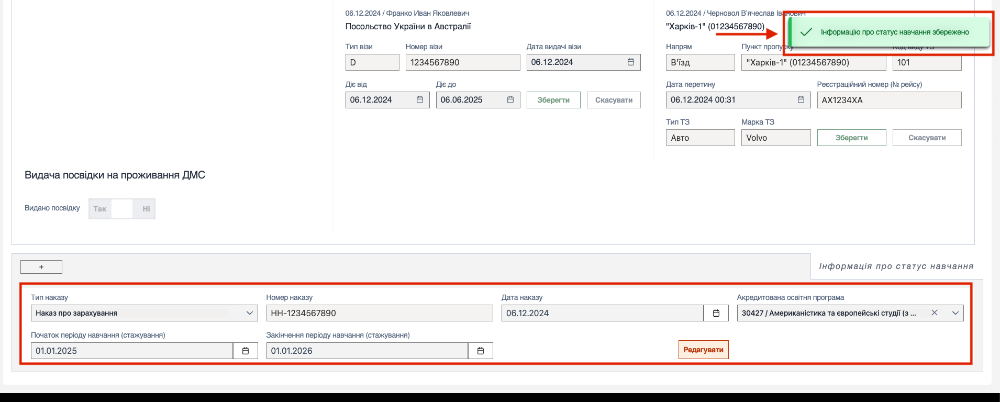 06.12.2024 / Франко Иван Яковлевич
Посольство України в Австралії
Тип візи
Номер візи
Дата видачі візи
D
1234567890
06.12.2024
Діє від
Діє до
06.12.2024
06.06.2025
Зберегти
Скасувати
06.12.2024 / Черновол В'ячеслав Іванович
"Харків-1" (01234567890)
Інформацію про статус навчання збережено
Напрям
Пункт пропуску
Код виду ТЗ
В'їзд
"Харків-1" (01234567890)
101
Дата перетину
Реєстраційний номер (№ рейсу)
06.12.2024 00:31
AX1234XA
Тип ТЗ
Марка ТЗ
Авто
Volvo
Зберегти
Скасувати
Видача посвідки на проживання ДМС
Видано посвідку
Так
Ні
+
Інформація про статус навчання
Тип наказу
Номер наказу
Дата наказу
Акредитована освітня програма
Наказ про зарахування
НН-1234567890
06.12.2024
30427 / Американістика та європейські студії (з ...
Початок періоду навчання (стажування)
Закінчення періоду навчання (стажування)
01.01.2025
01.01.2026
Редагувати